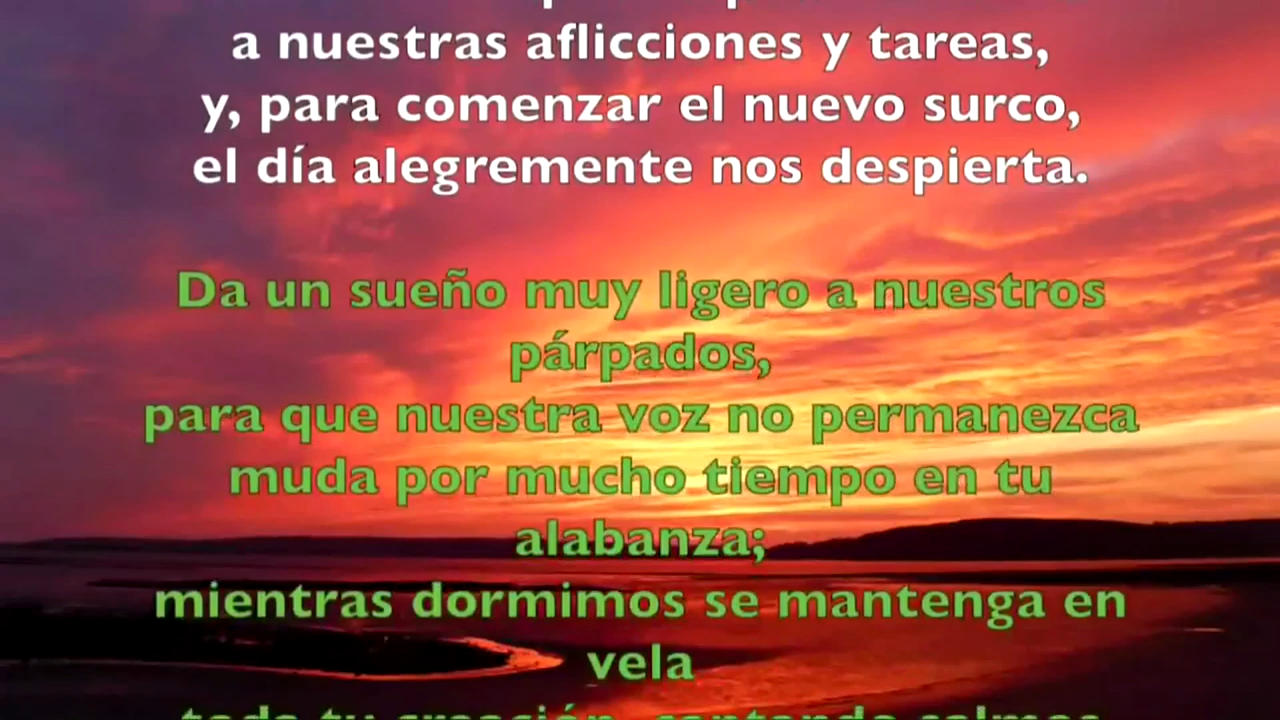 a nuestras aflicciones y tareas,
y, para comenzar el nuevo surco,
el día alegremente nos despierta.
Da un sueño muy ligero a nuestros
párpados,
para que nuestra voz no permanezca
muda por mucho tiempo en tu
alabanza;
mientras dormimos se mantenga en
vela